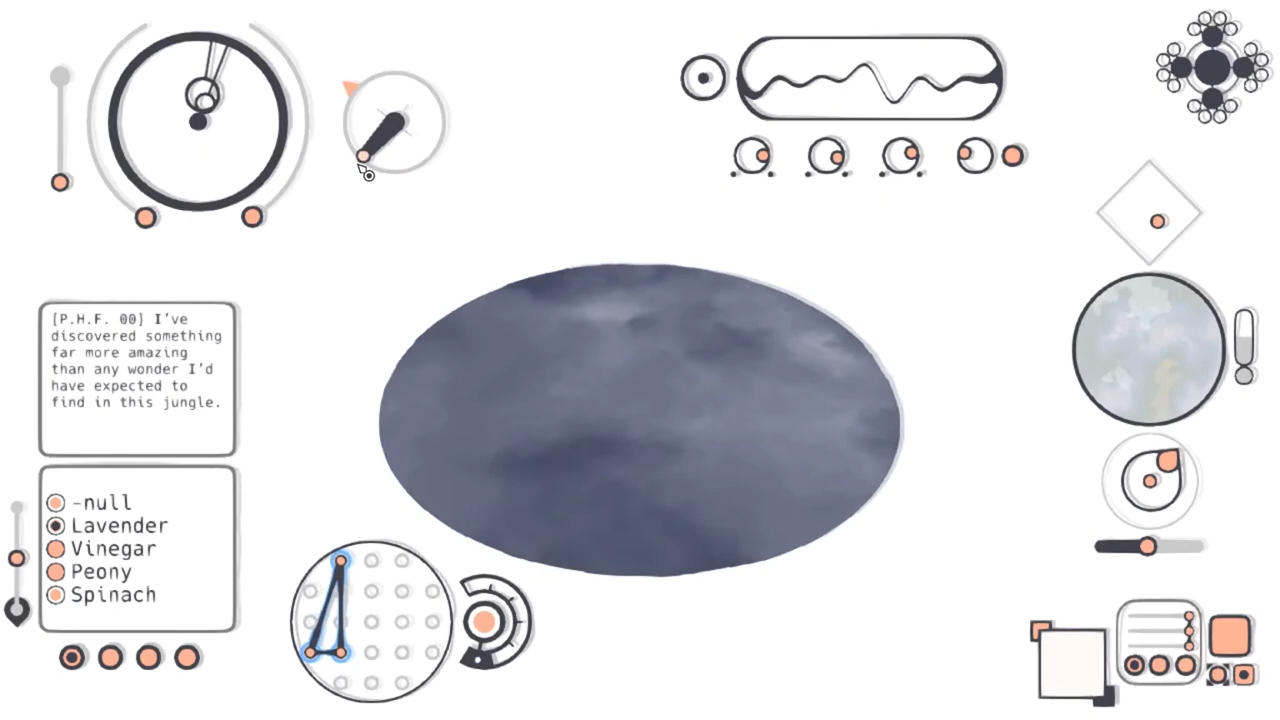 [P.H.F. 00] I've
discovered something
far more amazing
than any wonder I'd
have expected to
find in this jungle.
-null
Lavender
Vinegar
Peony
Spinach